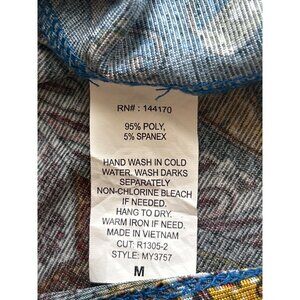 RN# : 144170
95% POLY,
5% SPANEX
HAND WASH IN COLD
WATER, WASH DARKS
SEPARATELY
NON-CHLORINE BLEACH
IF NEEDED.
HANG TO DRY.
WARM IRON IF NEED.
MADE IN VIETNAM
CUT: R1305-2
STYLE: MY3757
M